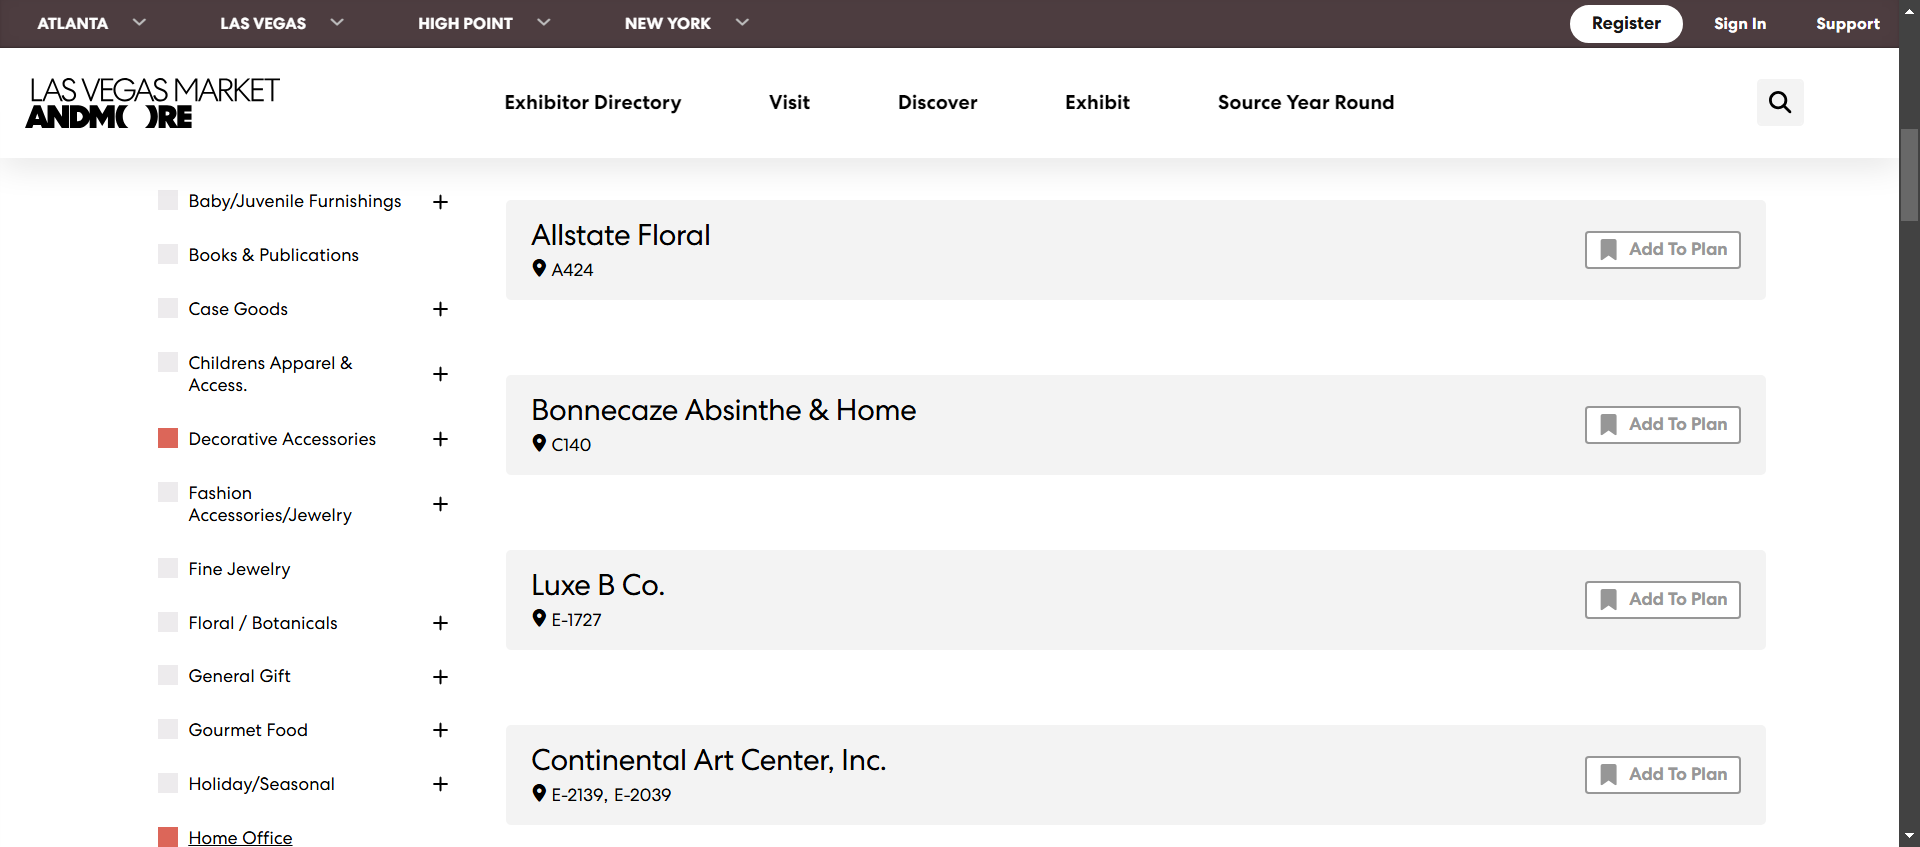 ATLANTA LAS VEGAS HIGH POINT NEW YORK Register Sign In Support
LAS VEGAS MARKET
ANDMORE
Exhibitor Directory Visit Discover Exhibit Source Year Round
Baby/Juvenile Furnishings
Books & Publications
Case Goods
Childrens Apparel &
Access.
Decorative Accessories
Fashion
Accessories/Jewelry
Fine Jewelry
Floral / Botanicals
General Gift
Gourmet Food
Holiday/Seasonal
Home Office
Allstate Floral
A424
Add To Plan
Bonnecaze Absinthe & Home
C140
Add To Plan
Luxe B Co.
E-1727
Add To Plan
Continental Art Center, Inc.
E-2139, E-2039
Add To Plan